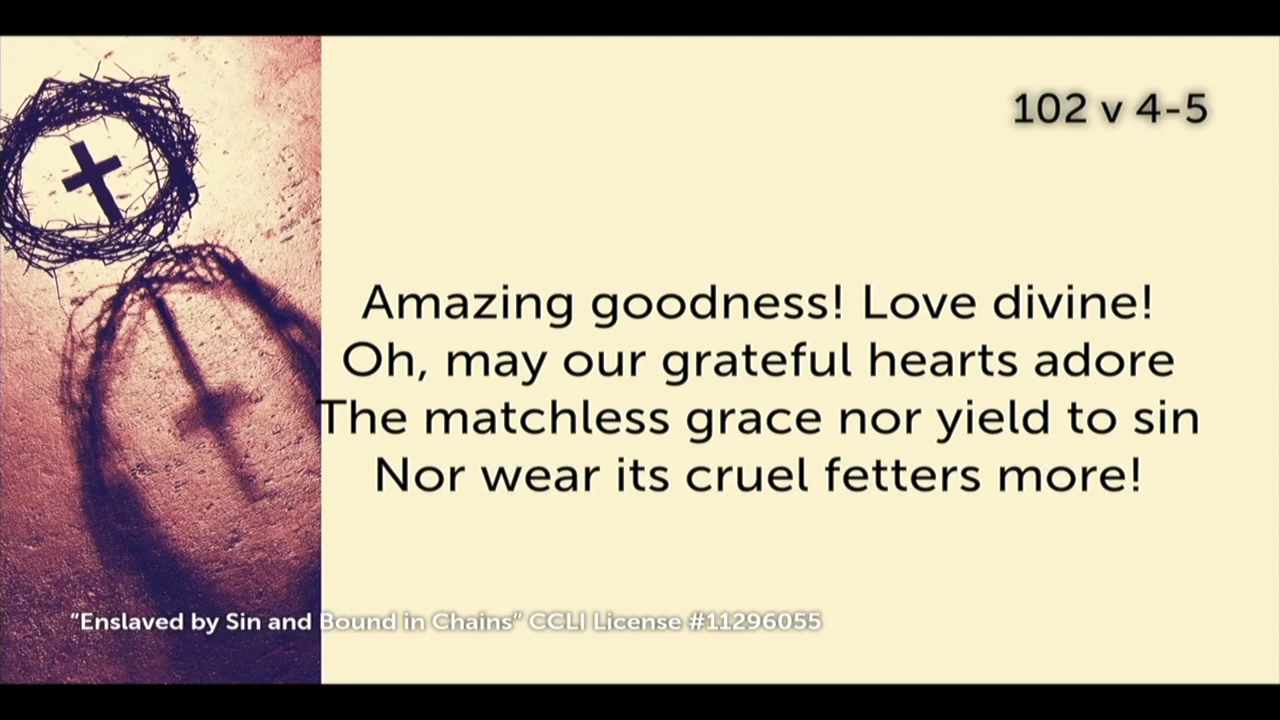 102 v 4-5
Amazing goodness! Love divine!
Oh, may our grateful hearts adore
The matchless grace nor yield to sin
Nor wear its cruel fetters more!
“Enslaved by Sin and Bound in Chains” CCLI License #11296055